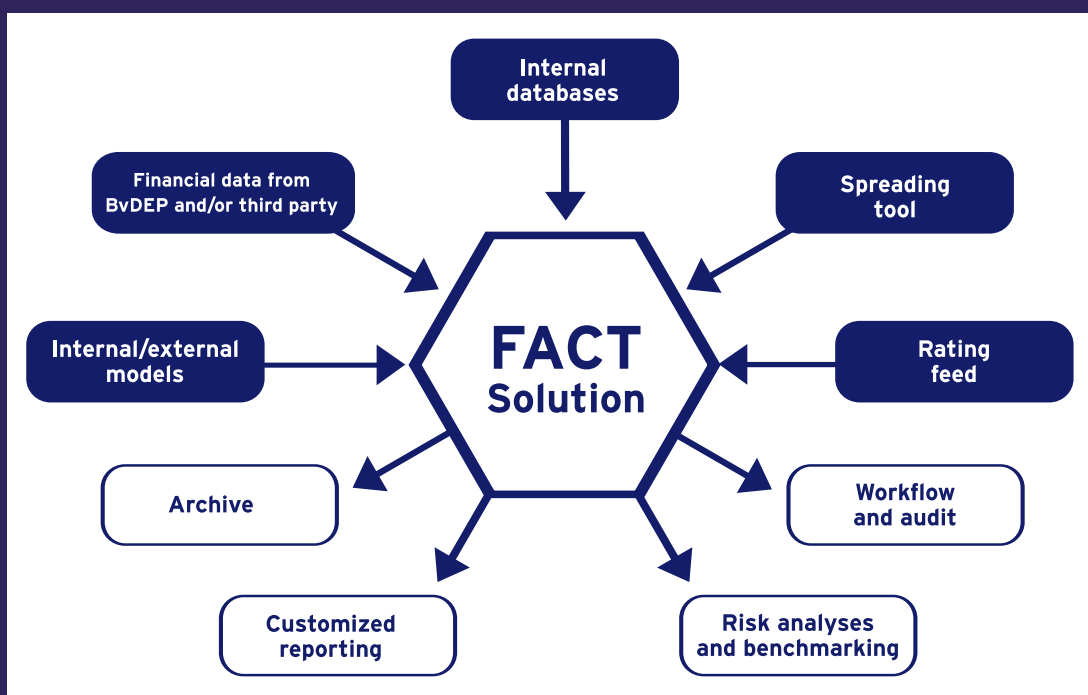 Internal
databases
Financial data from
BvDEP and/or third party
Spreading
tool
Internal/external
models
FACT
Solution
Rating
feed
Archive
Workflow
and audit
Customized
reporting
Risk analyses
and benchmarking